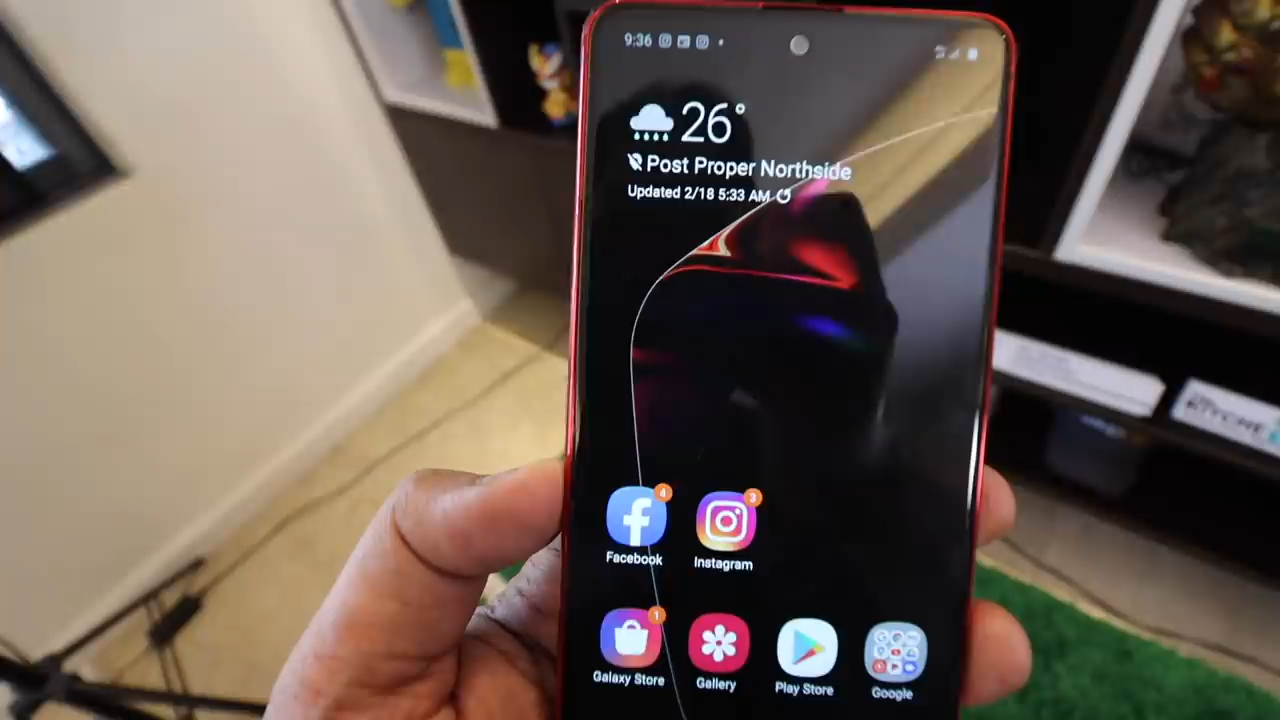 9:36
26°
Post Proper Northside
Updated 2/18 5:33 AM
4
3
Facebook
Instagram
1
Galaxy Store
Gallery
Play Store
Google